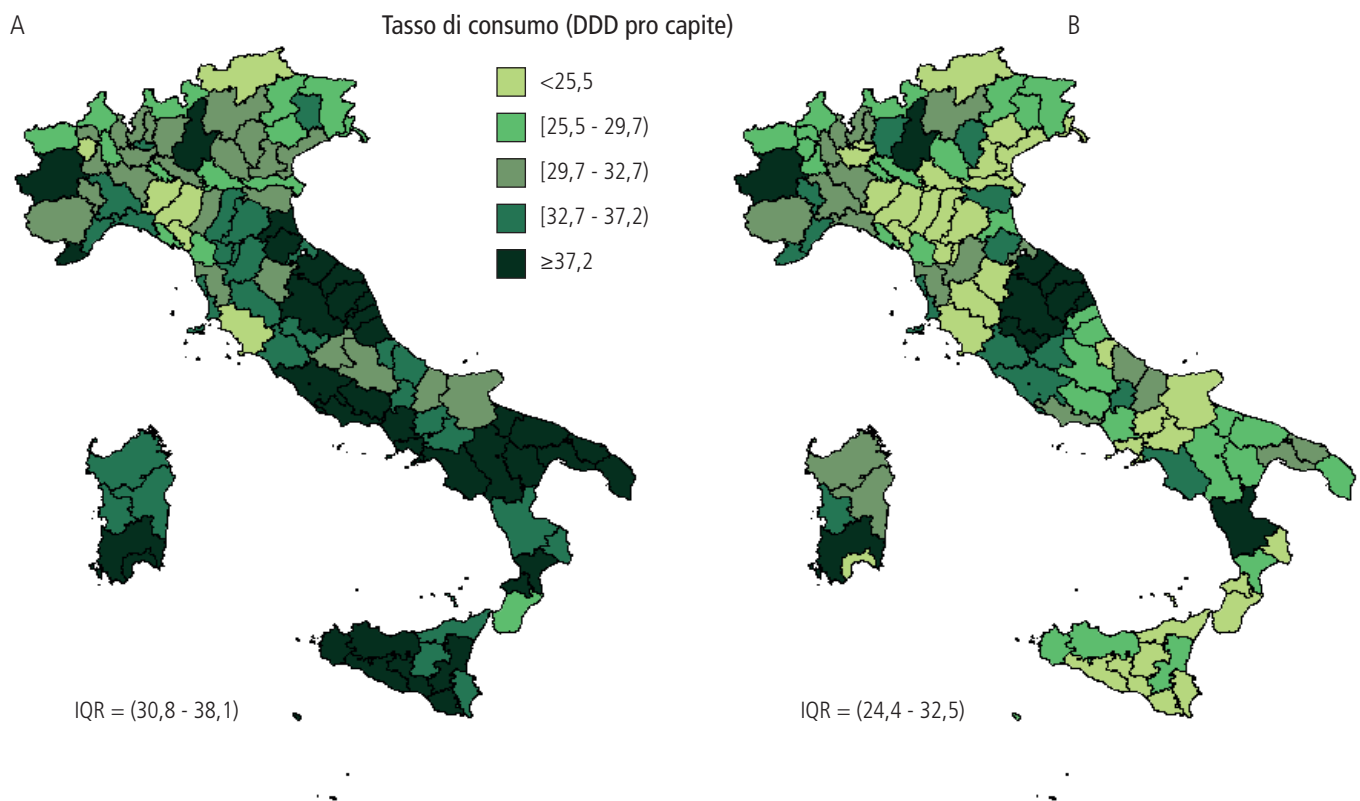 A
Tasso di consumo (DDD pro capite)
B
<25,5
[25,5 - 29,7)
[29,7 - 32,7)
[32,7 - 37,2)
≥37,2
IQR = (30,8 - 38,1)
IQR = (24,4 - 32,5)